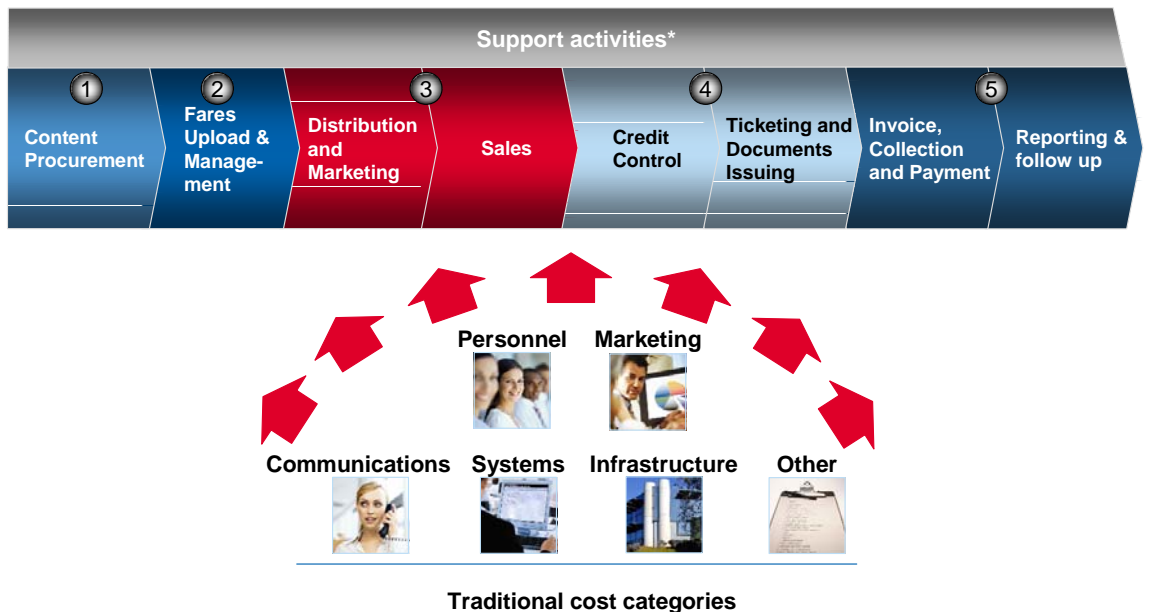 Support activities*
1
2
3
4
5
Content
Procurement
Fares
Upload &
Manage-
ment
Distribution
and
Marketing
Sales
Credit
Control
Ticketing and
Documents
Issuing
Invoice,
Collection
and Payment
Reporting &
follow up
Personnel
Marketing
Communications
Systems
Infrastructure
Other
Traditional cost categories